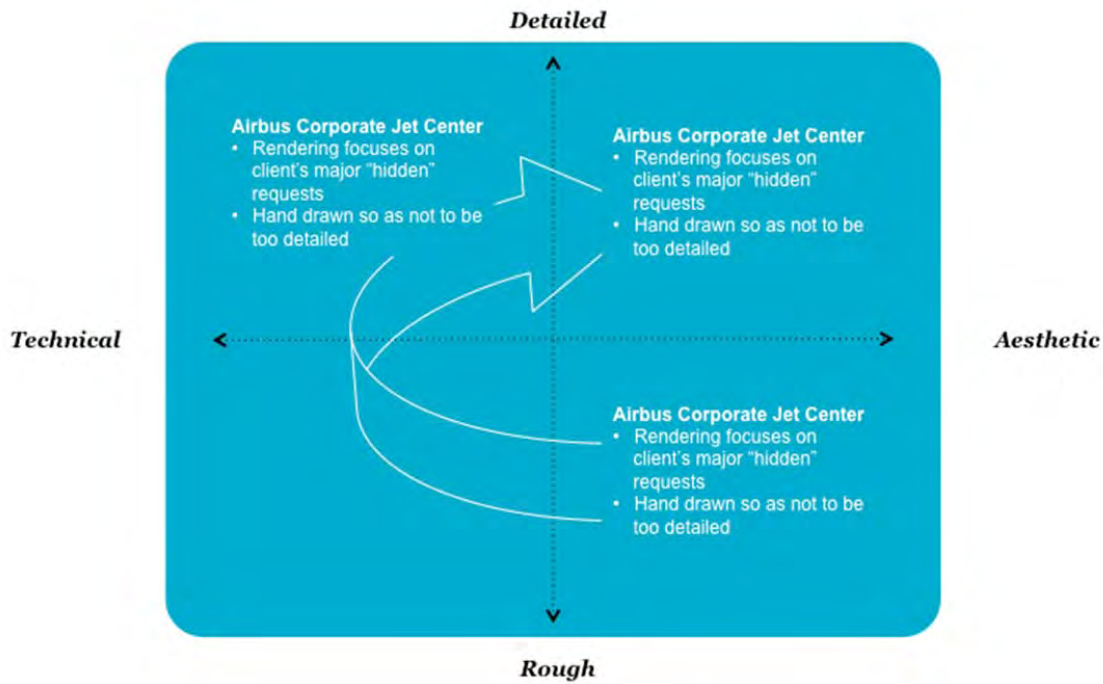 Detailed
Airbus Corporate Jet Center
• Rendering focuses on
client's major “hidden”
requests
• Hand drawn so as not to be
too detailed
Airbus Corporate Jet Center
• Rendering focuses on
client's major “hidden”
requests
• Hand drawn so as not to be
too detailed
Technical
Aesthetic
Airbus Corporate Jet Center
• Rendering focuses on
client's major “hidden”
requests
• Hand drawn so as not to be
too detailed
Rough